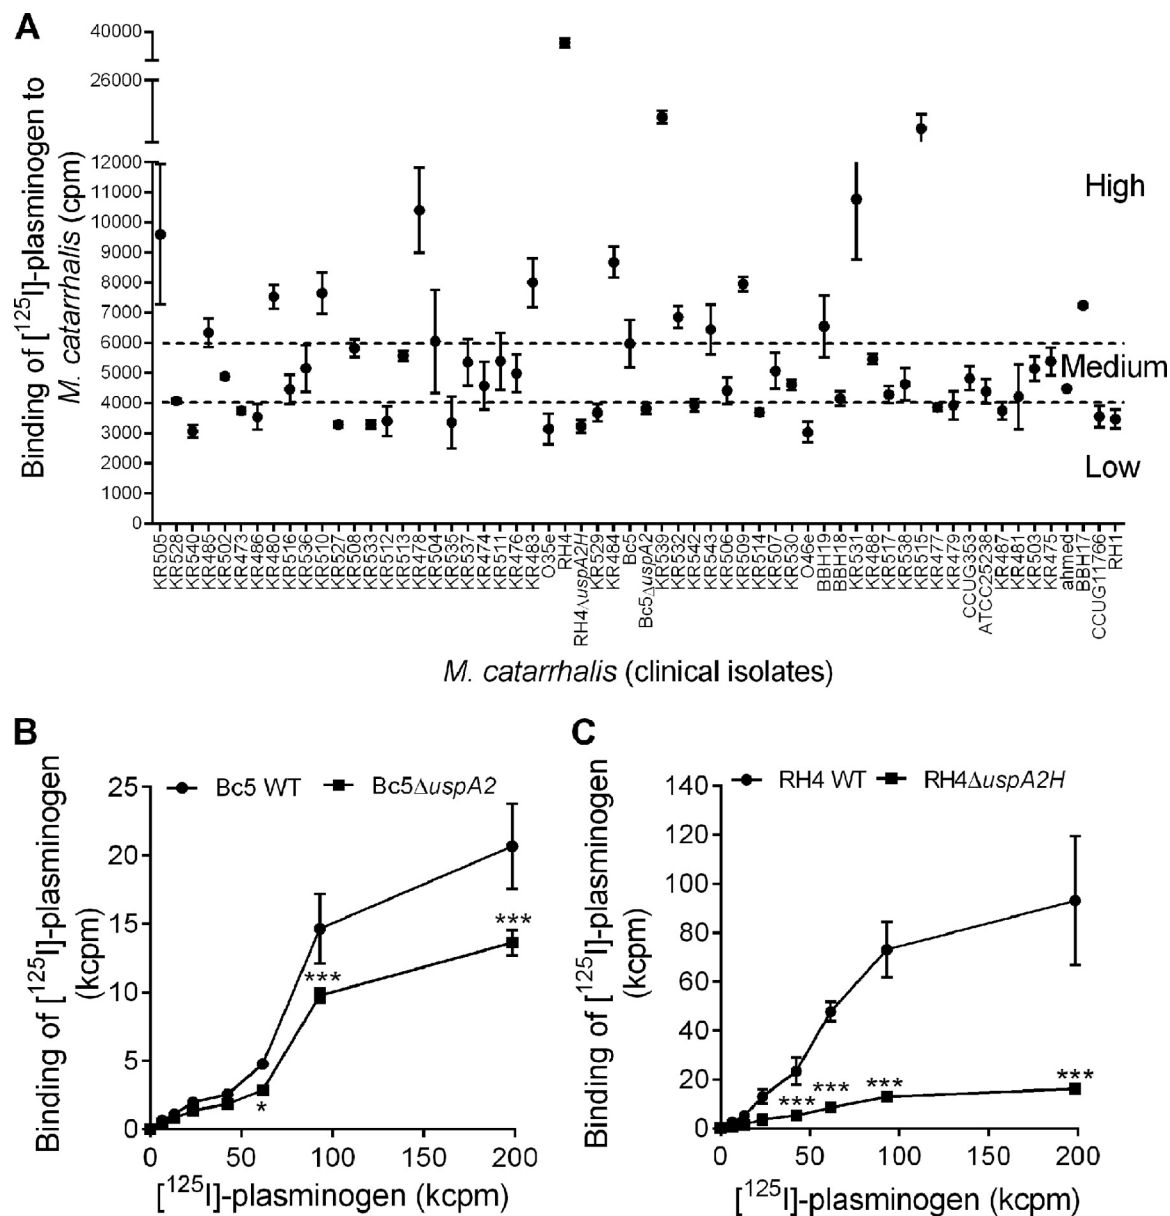 A
Binding of [125I]-plasminogen to
M. catarrhalis (cpm)
40000
26000
12000
11000
10000
9000
8000
7000
6000
5000
4000
3000
2000
1000
0
High
Medium
Low
KR505
KR528
KR540
KR485
KR502
KR473
KR486
KR480
KR516
KR536
KR510
KR527
KR508
KR533
KR512
KR513
KR478
KR504
KR535
KR537
KR474
KR511
KR476
KR483
O35e
RH4
RH4ΔuspA2H
KR529
KR484
Bc5
Bc5ΔuspA2
KR539
KR532
KR542
KR543
KR506
KR509
KR514
KR507
KR530
O46e
BBH19
BBH18
KR531
KR488
KR517
KR538
KR515
KR477
KR479
CCUG353
ATCC25238
KR487
KR481
KR503
KR475
ahmed
BBH17
CCUG11766
RH1
M. catarrhalis (clinical isolates)
B
Bc5 WT
Bc5ΔuspA2
Binding of [125I]-plasminogen
(kcpm)
25
20
15
10
5
0
***
***
*
0
50
100
150
200
[125I]-plasminogen (kcpm)
C
RH4 WT
RH4ΔuspA2H
Binding of [125I]-plasminogen
(kcpm)
140
120
100
80
60
40
20
0
***
***
***
***
0
50
100
150
200
[125I]-plasminogen (kcpm)